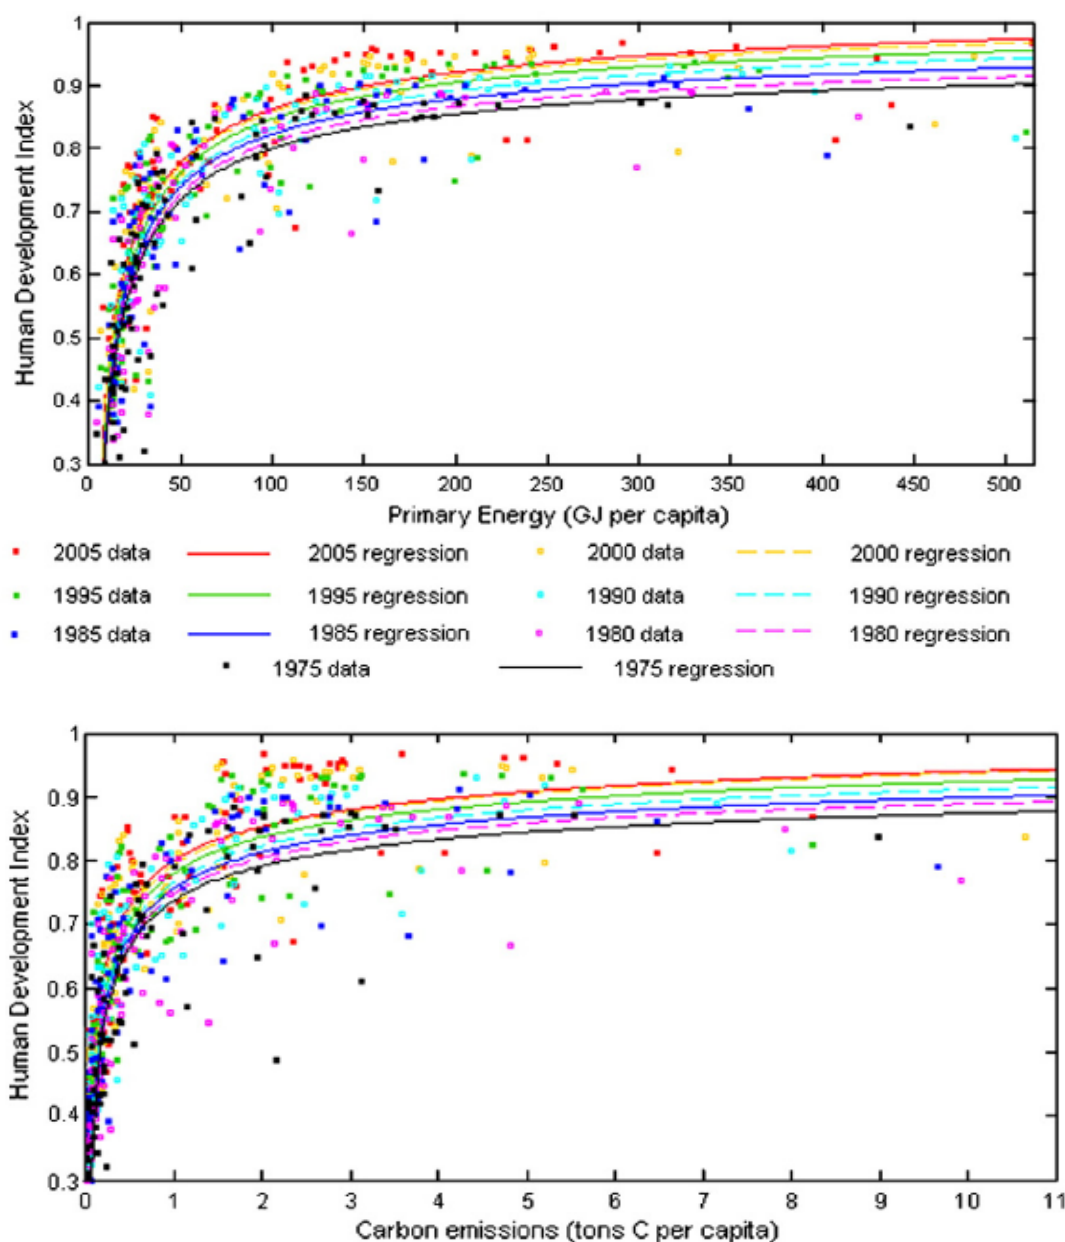 1
0.9
0.8
0.7
0.6
0.5
0.4
0.3
Human Development Index
0 50 100 150 200 250 300 350 400 450 500
Primary Energy (GJ per capita)
2005 data 2005 regression 2000 data 2000 regression
1995 data 1995 regression 1990 data 1990 regression
1985 data 1985 regression 1980 data 1980 regression
1975 data 1975 regression
1
0.9
0.8
0.7
0.6
0.5
0.4
0.3
Human Development Index
0 1 2 3 4 5 6 7 8 9 10 11
Carbon emissions (tons C per capita)